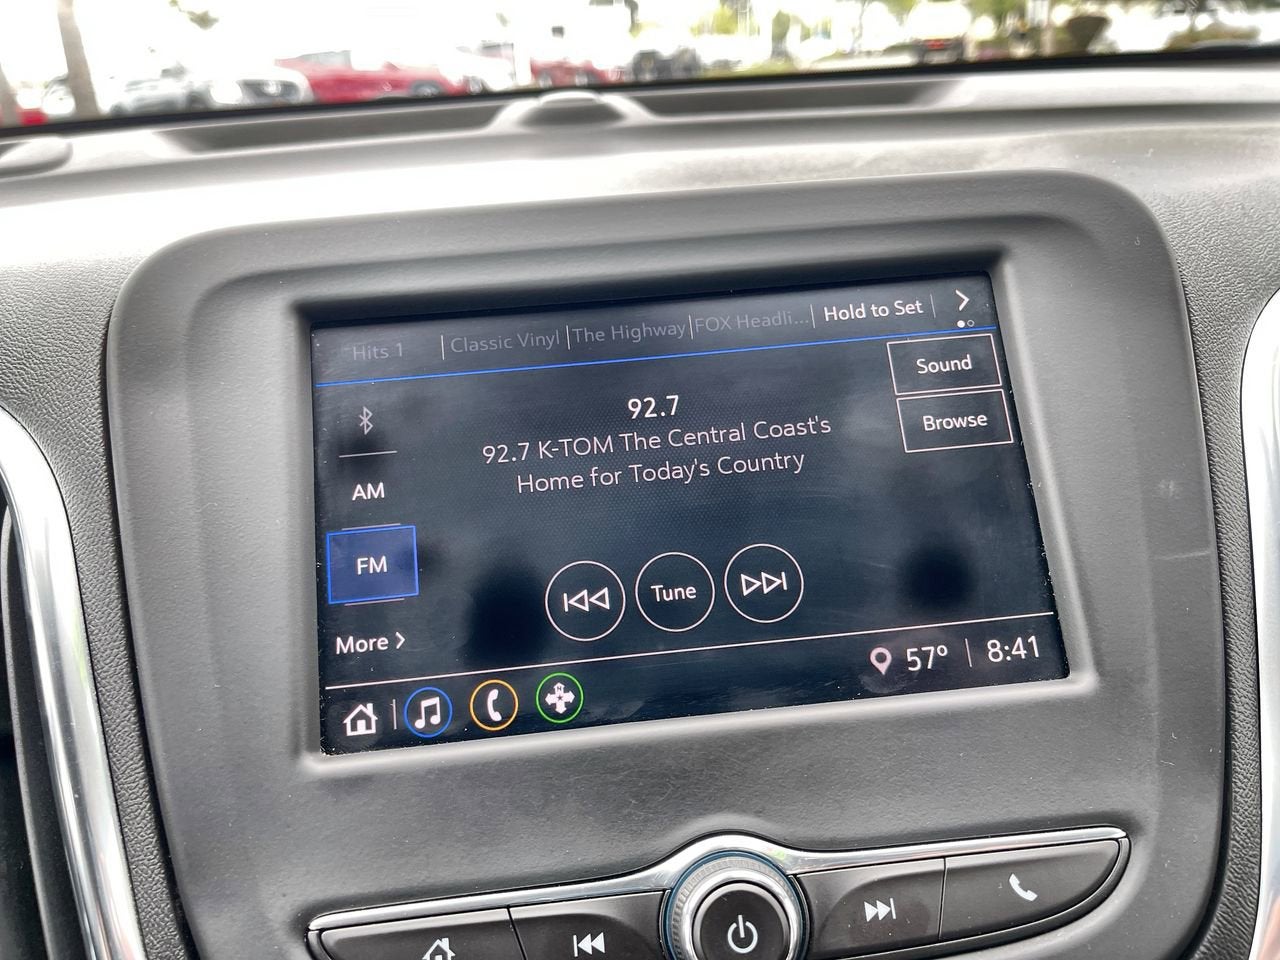 Hits 1 Classic Vinyl The Highway FOX Headli... Hold to Set
Sound
92.7
Browse
92.7 K-TOM The Central Coast's
Home for Today's Country
AM
FM
Tune
More
57° 8:41
N